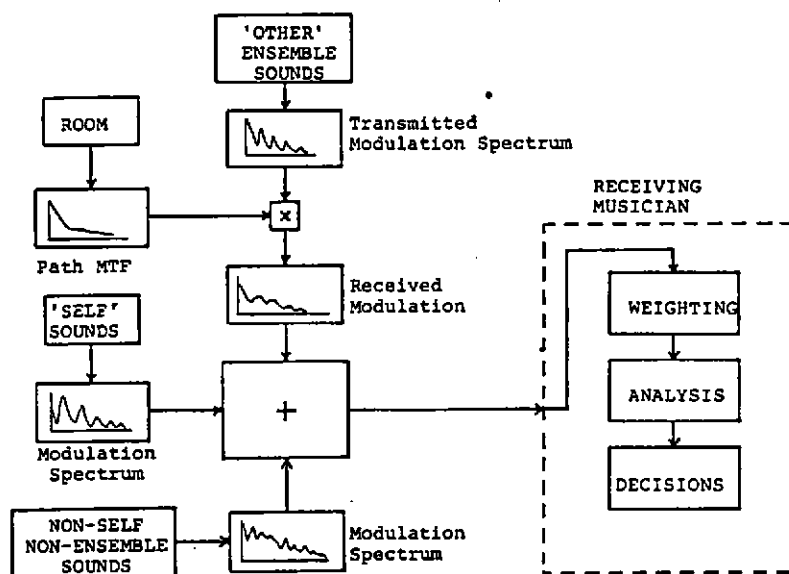 'OTHER'
ENSEMBLE
SOUNDS
ROOM
Transmitted
Modulation Spectrum
RECEIVING
MUSICIAN
x
Path MTF
Received
Modulation
'SELF'
SOUNDS
WEIGHTING
+
ANALYSIS
Modulation
Spectrum
DECISIONS
NON-SELF
NON-ENSEMBLE
SOUNDS
Modulation
Spectrum